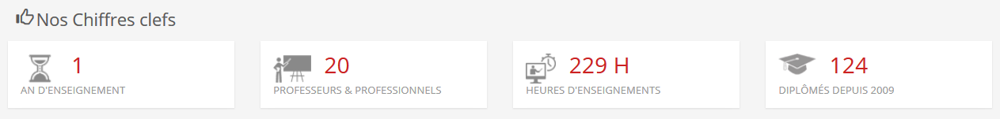 Nos Chiffres clefs
1
AN D'ENSEIGNEMENT
20
PROFESSEURS & PROFESSIONNELS
229 H
HEURES D'ENSEIGNEMENTS
124
DIPLÔMÉS DEPUIS 2009